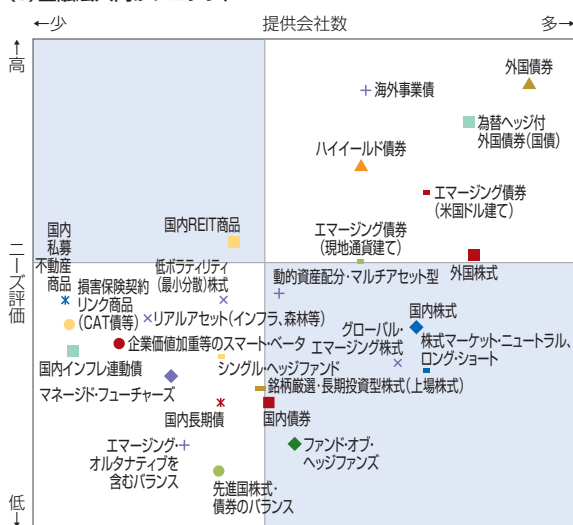 ←少
提供会社数
多→
↑
高
ニーズ評価
低
↓
外国債券
海外事業債
為替ヘッジ付
外国債券(国債)
ハイイールド債券
エマージング債券
(米国ドル建て)
国内REIT商品
エマージング債券
(現地通貨建て)
国内
私募
不動産
商品
低ボラティリティ
(最小分散)株式
動的資産配分・マルチアセット型
外国株式
損害保険契約
リンク商品
(CAT債等)
リアルアセット(インフラ、森林等)
国内株式
グローバル・
エマージング株式
株式マーケット・ニュートラル、
ロング・ショート
企業価値加重等のスマート・ベータ
国内インフレ連動債
シングル・ヘッジファンド
マネージド・フューチャーズ
銘柄厳選・長期投資型株式(上場株式)
国内長期債
国内債券
エマージング・
オルタナティブを
含むバランス
ファンド・オブ・
ヘッジファンズ
先進国株式・
債券のバランス